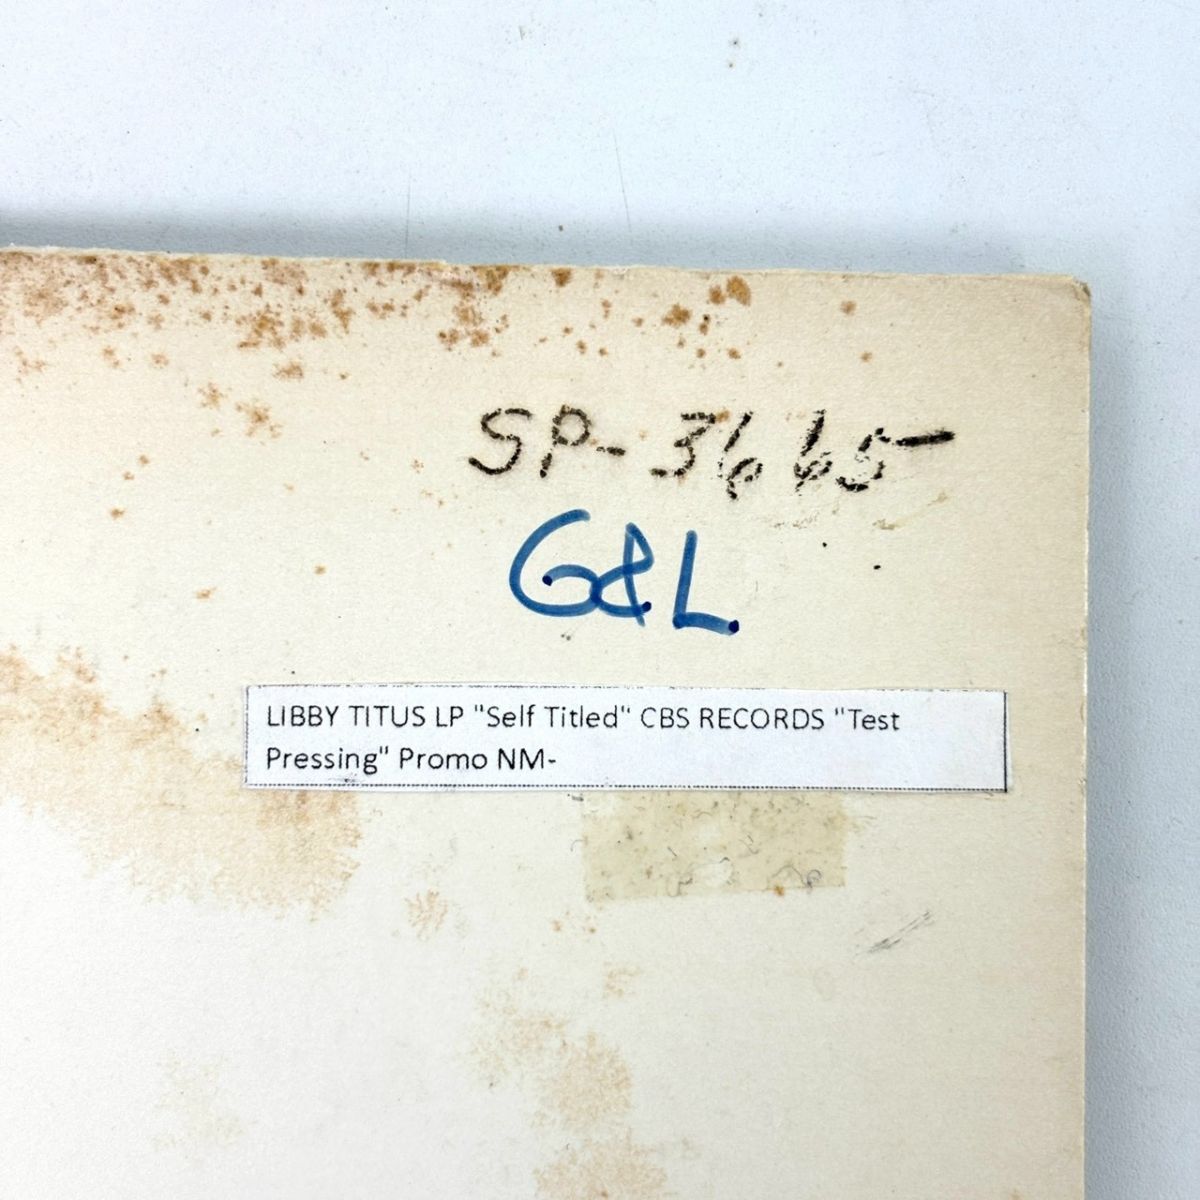 SP-3665
G&L
LIBBY TITUS LP "Self Titled" CBS RECORDS "Test
Pressing" Promo NM-